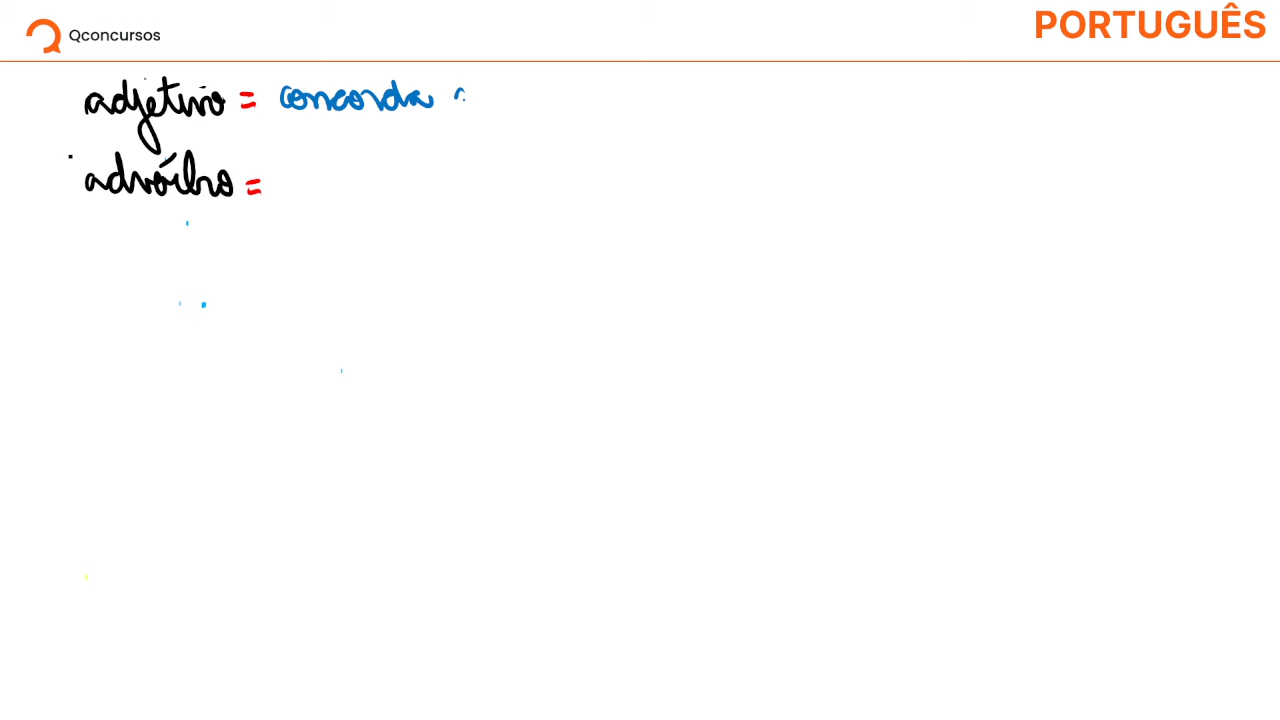 Qconcursos
PORTUGUÊS
adjetivo = concorda
advérbio =